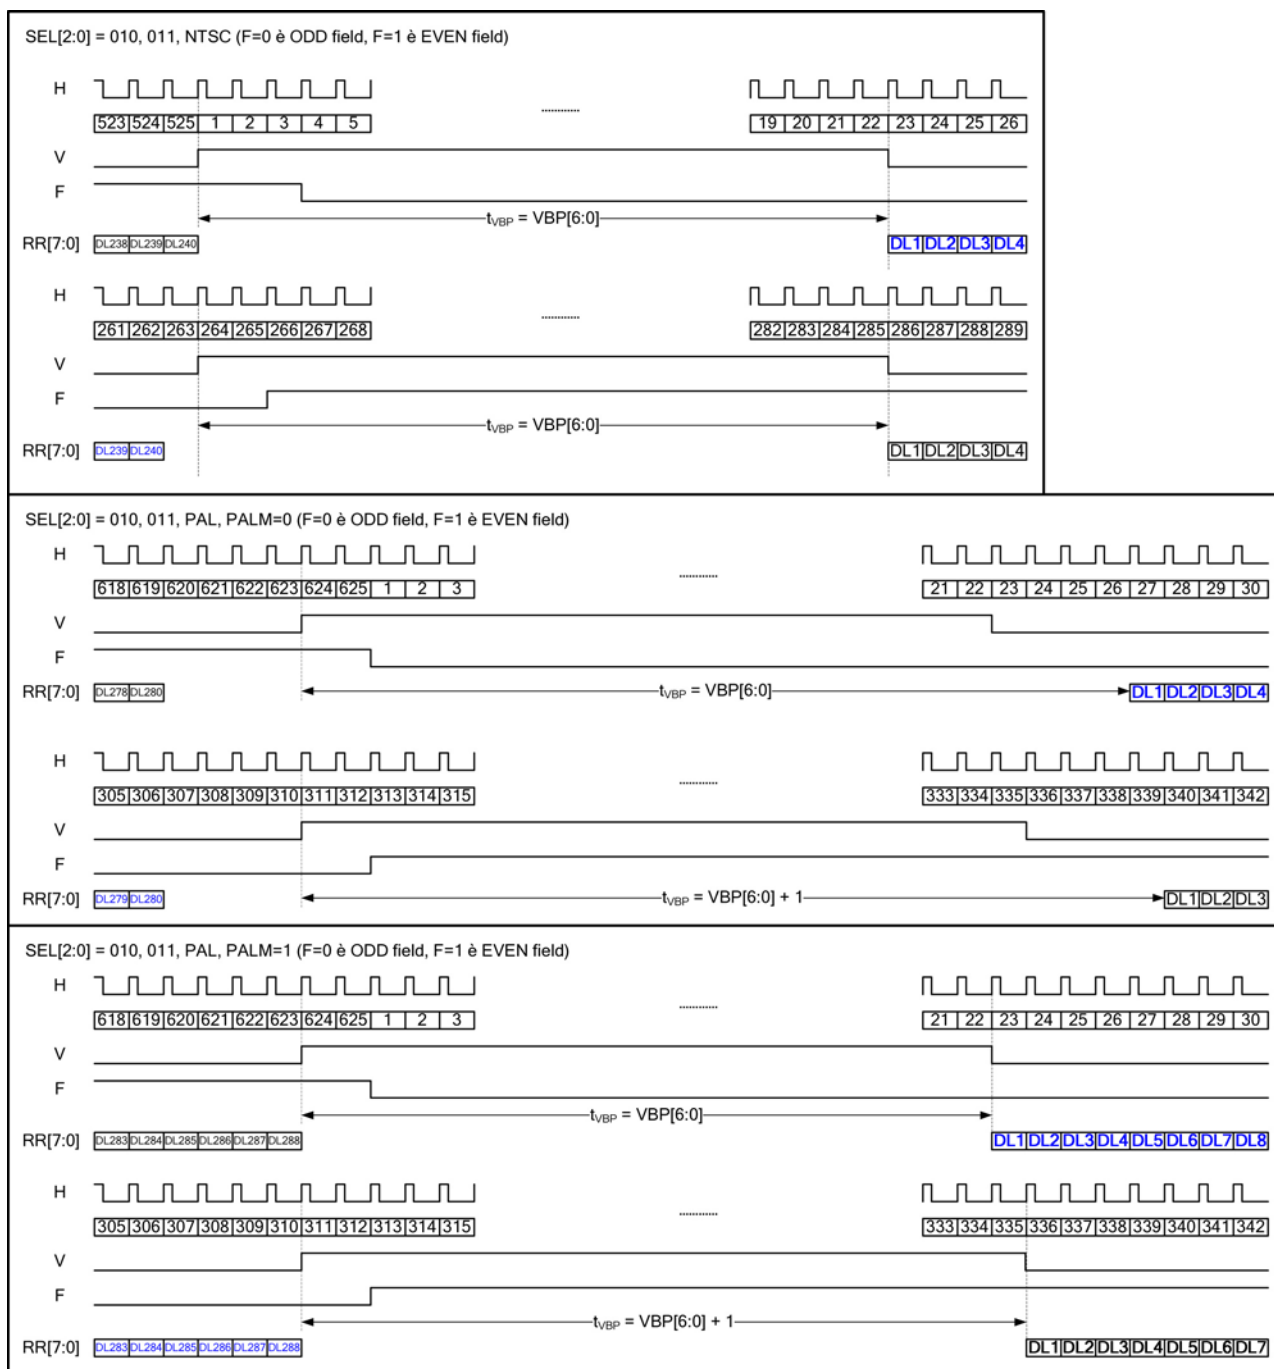 SEL[2:0] = 010, 011, NTSC (F=0 è ODD field, F=1 è EVEN field)
H
523 524 525 1 2 3 4 5 ............ 19 20 21 22 23 24 25 26
V
F
tVBP = VBP[6:0]
RR[7:0] DL238 DL239 DL240 DL1 DL2 DL3 DL4
H
261 262 263 264 265 266 267 268 ............ 282 283 284 285 286 287 288 289
V
F
tVBP = VBP[6:0]
RR[7:0] DL239 DL240 DL1 DL2 DL3 DL4
SEL[2:0] = 010, 011, PAL, PALM=0 (F=0 è ODD field, F=1 è EVEN field)
H
618 619 620 621 622 623 624 625 1 2 3 ............ 21 22 23 24 25 26 27 28 29 30
V
F
RR[7:0] DL278 DL280 tVBP = VBP[6:0] DL1 DL2 DL3 DL4
H
305 306 307 308 309 310 311 312 313 314 315 ............ 333 334 335 336 337 338 339 340 341 342
V
F
RR[7:0] DL279 DL280 tVBP = VBP[6:0] + 1 DL1 DL2 DL3
SEL[2:0] = 010, 011, PAL, PALM=1 (F=0 è ODD field, F=1 è EVEN field)
H
618 619 620 621 622 623 624 625 1 2 3 ............ 21 22 23 24 25 26 27 28 29 30
V
F
tVBP = VBP[6:0]
RR[7:0] DL283 DL284 DL285 DL286 DL287 DL288 DL1 DL2 DL3 DL4 DL5 DL6 DL7 DL8
H
305 306 307 308 309 310 311 312 313 314 315 ............ 333 334 335 336 337 338 339 340 341 342
V
F
tVBP = VBP[6:0] + 1
RR[7:0] DL283 DL284 DL285 DL286 DL287 DL288 DL1 DL2 DL3 DL4 DL5 DL6 DL7